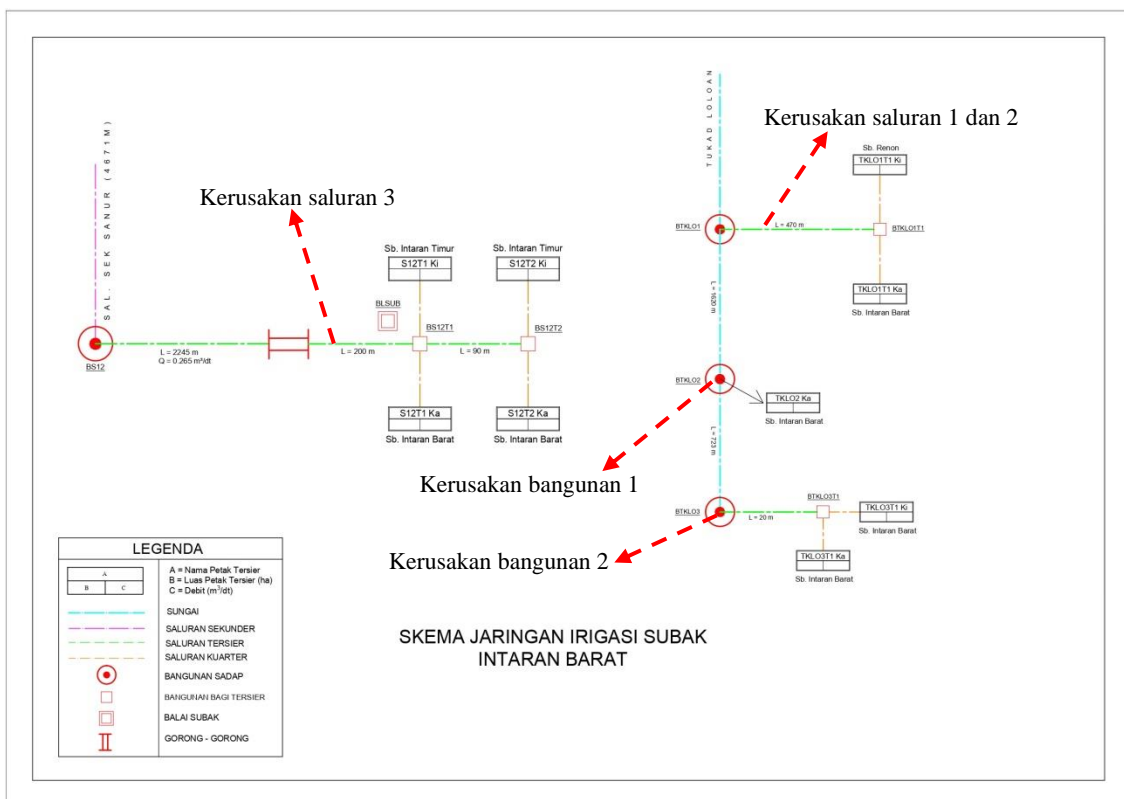 SAL. SEK SANUR (4671M)
Kerusakan saluran 3
BS12
L = 2245 m
Q = 0.265 m³/dt
L = 200 m
BLSUB
Sb. Intaran Timur
S12T1 Ki
BS12T1
L = 90 m
S12T1 Ka
Sb. Intaran Barat
Sb. Intaran Timur
S12T2 Ki
BS12T2
S12T2 Ka
Sb. Intaran Barat
TUKAD LOLOAN
Kerusakan saluran 1 dan 2
BTKLO1
L = 470 m
Sb. Renon
TKLO1T1 Ki
BTKLO1T1
TKLO1T1 Ka
Sb. Intaran Barat
L = 1630 m
BTKLO2
TKLO2 Ka
Sb. Intaran Barat
Kerusakan bangunan 1
L = 723 m
BTKLO3
L = 20 m
BTKLO3T1
TKLO3T1 Ki
Sb. Intaran Barat
TKLO3T1 Ka
Sb. Intaran Barat
Kerusakan bangunan 2
LEGENDA
A
B C
A = Nama Petak Tersier
B = Luas Petak Tersier (ha)
C = Debit (m³/dt)
SUNGAI
SALURAN SEKUNDER
SALURAN TERSIER
SALURAN KUARTER
BANGUNAN SADAP
BANGUNAN BAGI TERSIER
BALAI SUBAK
GORONG - GORONG
SKEMA JARINGAN IRIGASI SUBAK
INTARAN BARAT